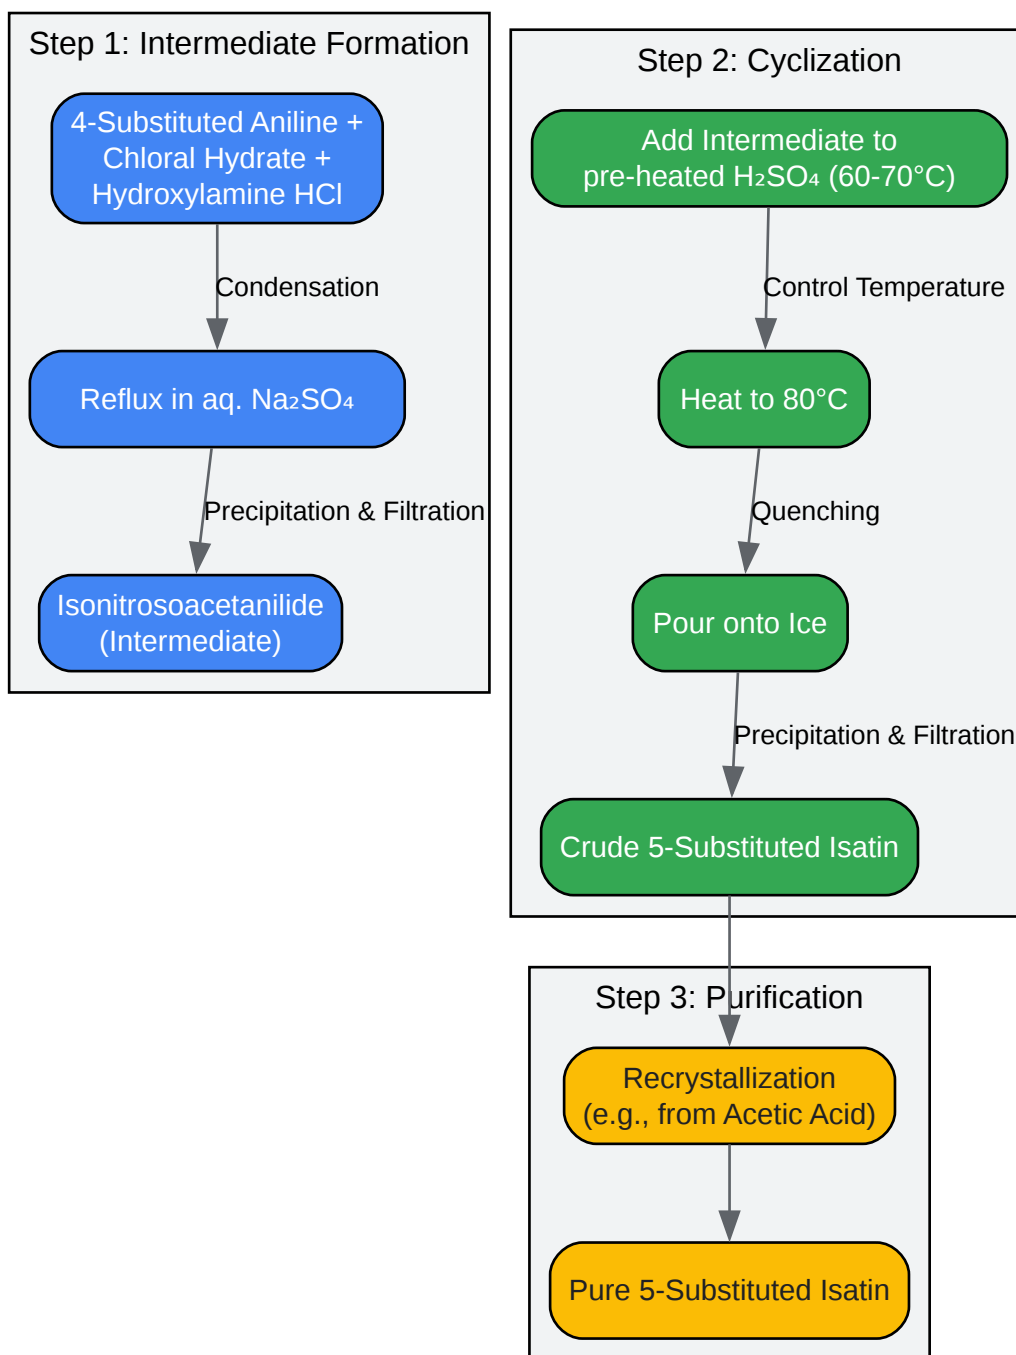 Step 1: Intermediate Formation
4-Substituted Aniline +
Chloral Hydrate +
Hydroxylamine HCl
Condensation
Reflux in aq. Na₂SO₄
Precipitation & Filtration
Isonitrosoacetanilide
(Intermediate)
Step 2: Cyclization
Add Intermediate to
pre-heated H₂SO₄ (60-70°C)
Control Temperature
Heat to 80°C
Quenching
Pour onto Ice
Precipitation & Filtration
Crude 5-Substituted Isatin
Step 3: Purification
Recrystallization
(e.g., from Acetic Acid)
Pure 5-Substituted Isatin